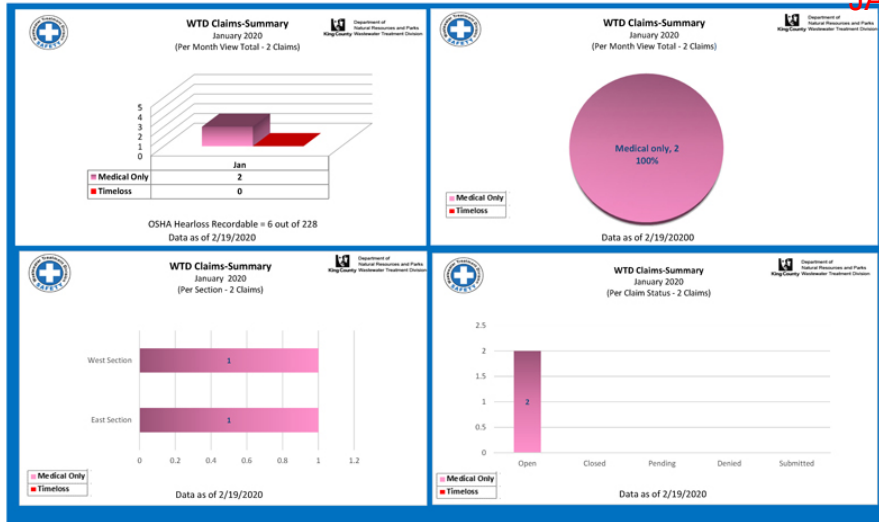 JA
WTD Claims-Summary
January 2020
(Per Month View Total - 2 Claims)
Department of
Natural Resources and Parks
King County Wastewater Treatment Division
SAFETY
5
4
3
2
1
0
Jan
Medical Only 2
Timeloss 0
OSHA Hearloss Recordable = 6 out of 228
Data as of 2/19/2020
WTD Claims-Summary
January 2020
(Per Month View Total - 2 Claims)
Department of
Natural Resources and Parks
King County Wastewater Treatment Division
SAFETY
Medical only, 2
100%
Medical Only
Timeloss
Data as of 2/19/20200
WTD Claims-Summary
January 2020
(Per Section - 2 Claims)
Department of
Natural Resources and Parks
King County Wastewater Treatment Division
SAFETY
West Section 1
East Section 1
0 0.2 0.4 0.6 0.8 1 1.2
Medical Only
Timeloss
Data as of 2/19/2020
WTD Claims-Summary
January 2020
(Per Claim Status - 2 Claims)
Department of
Natural Resources and Parks
King County Wastewater Treatment Division
SAFETY
2.5
2
1.5
1
0.5
0
2
Open Closed Pending Denied Submitted
Medical Only
Timeloss
Data as of 2/19/2020